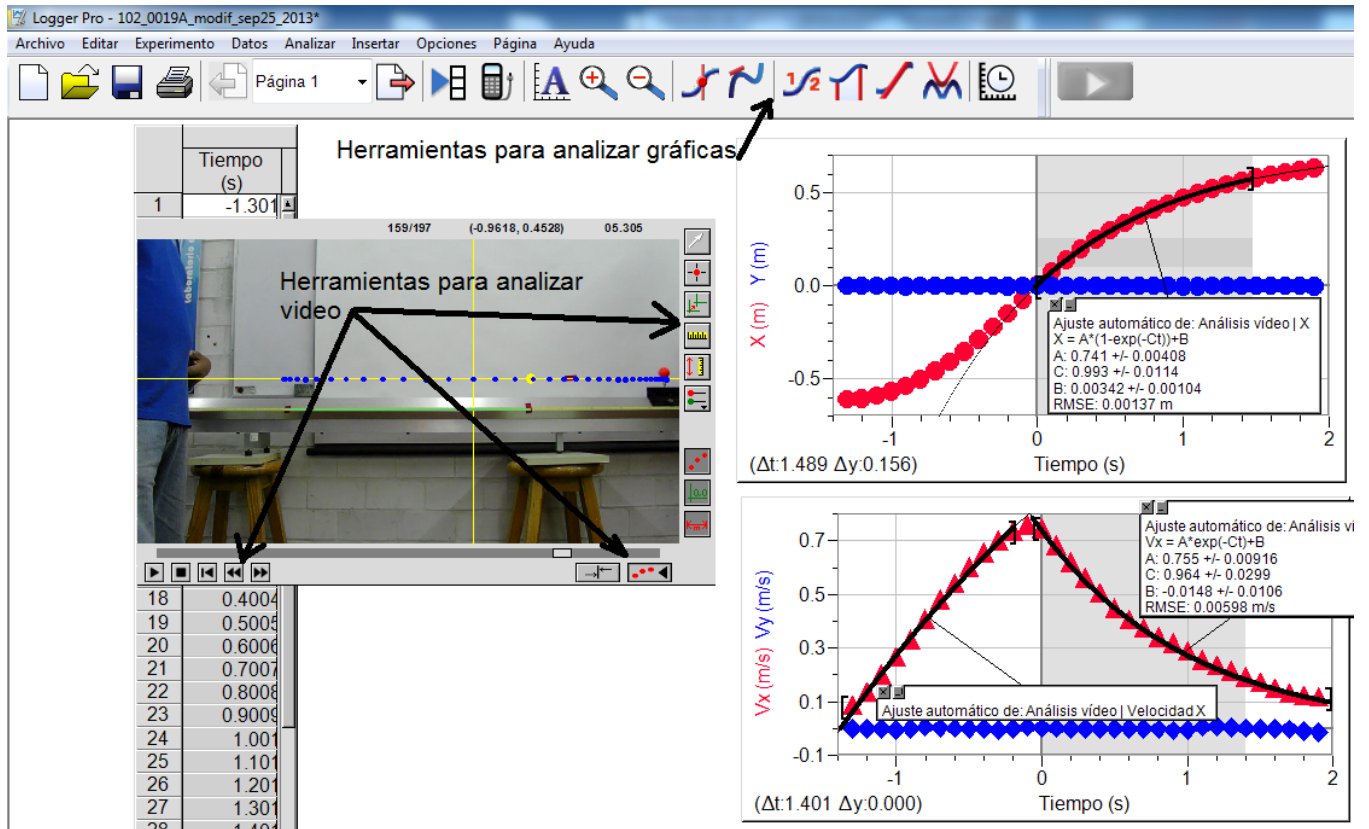 Logger Pro - 102_0019A_modif_sep25_2013*
Archivo Editar Experimento Datos Analizar Insertar Opciones Página Ayuda
Página 1
Herramientas para analizar gráficas
Tiempo
(s)
1 -1.301
159/197 (-0.9618, 0.4528) 05.305
Herramientas para analizar
video
18 0.4004
19 0.5005
20 0.6006
21 0.7007
22 0.8008
23 0.9009
24 1.001
25 1.101
26 1.201
27 1.301
28 1.401
X (m) Y (m)
0.5
0.0
-0.5
Ajuste automático de: Análisis vídeo | X
X = A*(1-exp(-Ct))+B
A: 0.741 +/- 0.00408
C: 0.993 +/- 0.0114
B: 0.00342 +/- 0.00104
RMSE: 0.00137 m
-1 0 1 2
(Δt:1.489 Δy:0.156) Tiempo (s)
Vx (m/s) Vy (m/s)
0.7
0.5
0.3
0.1
-0.1
Ajuste automático de: Análisis ví
Vx = A*exp(-Ct)+B
A: 0.755 +/- 0.00916
C: 0.964 +/- 0.0299
B: -0.0148 +/- 0.0106
RMSE: 0.00598 m/s
Ajuste automático de: Análisis vídeo | Velocidad X
-1 0 1 2
(Δt:1.401 Δy:0.000) Tiempo (s)